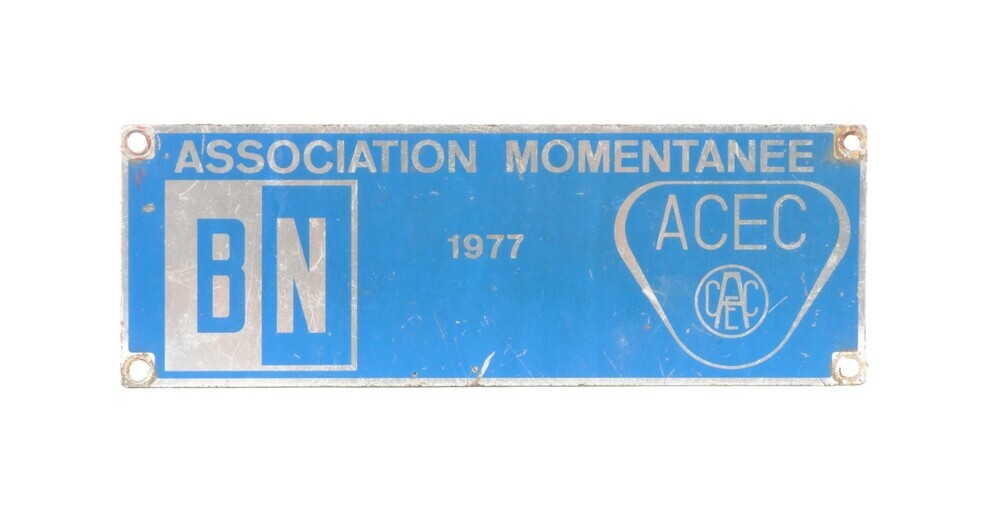 ASSOCIATION MOMENTANEE
BN
1977
ACEC
ACEC